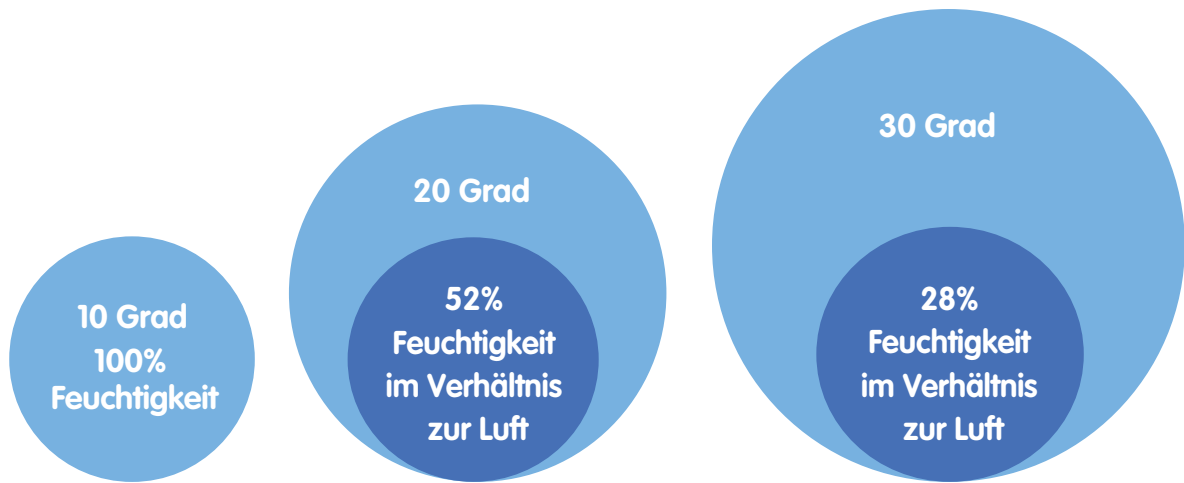 10 Grad
100%
Feuchtigkeit
20 Grad
52%
Feuchtigkeit
im Verhältnis
zur Luft
30 Grad
28%
Feuchtigkeit
im Verhältnis
zur Luft